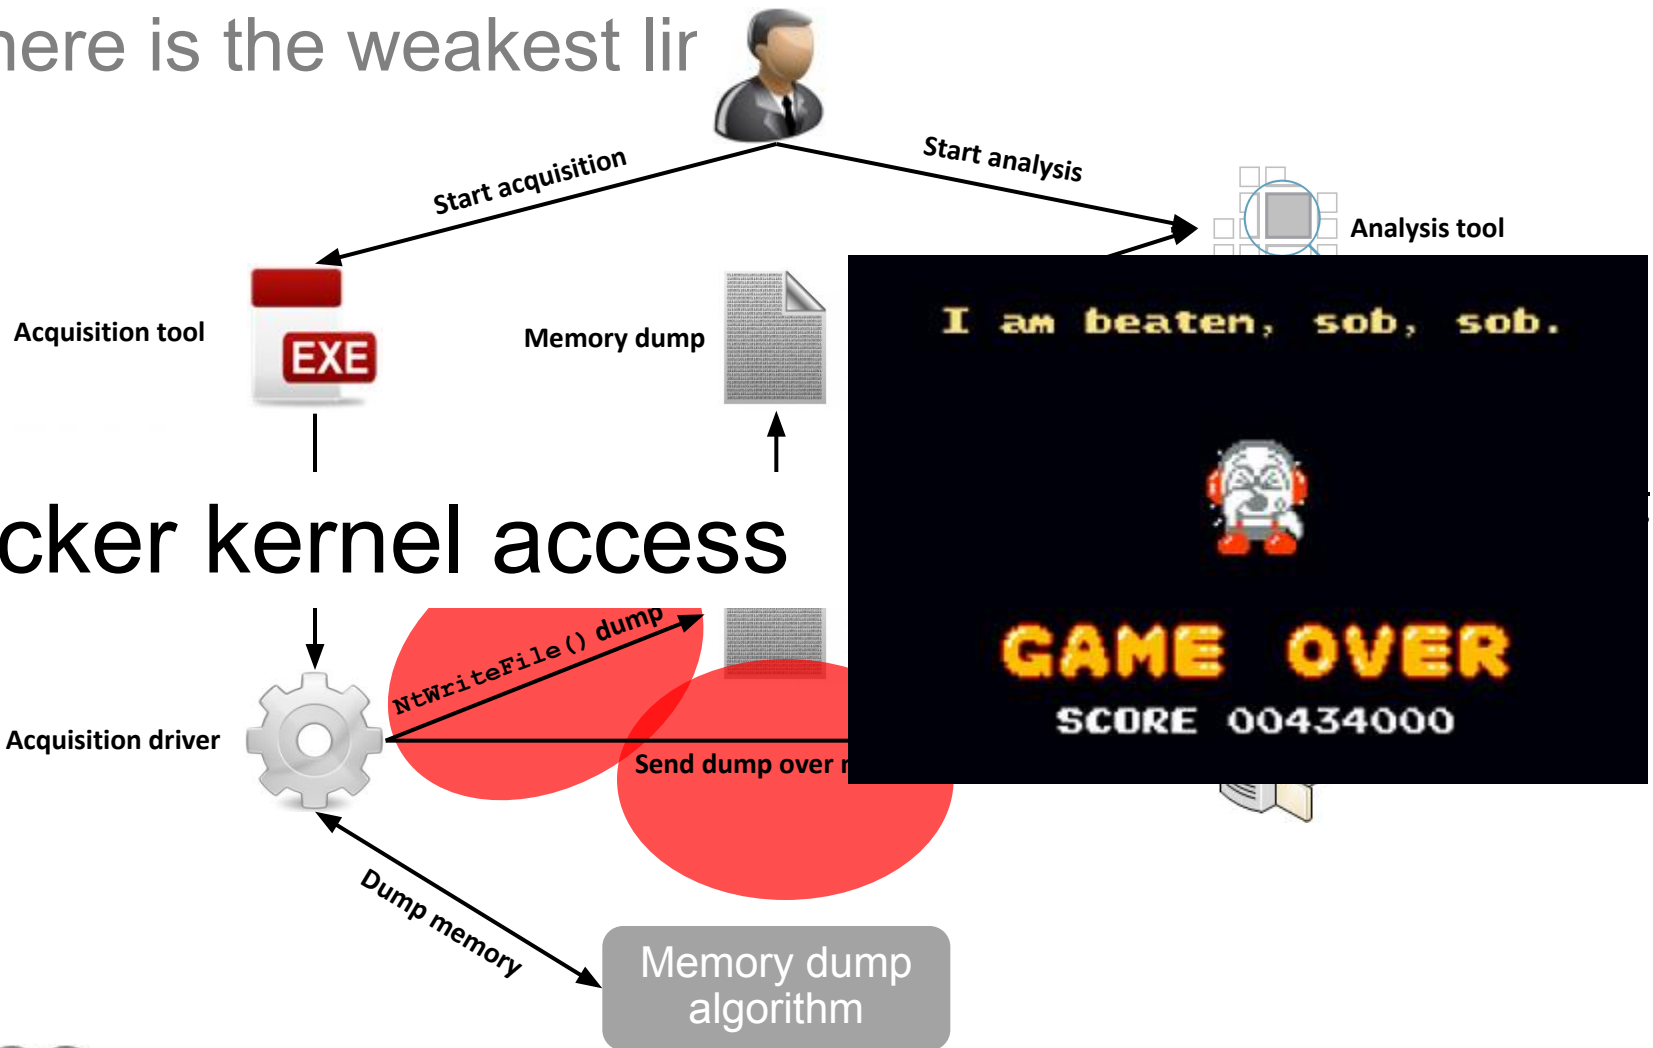 here is the weakest lin
Start acquisition
Start analysis
Analysis tool
Acquisition tool
EXE
Memory dump
I am beaten, sob, sob.
cker kernel access
GAME OVER
SCORE 00434000
NtWriteFile() dump
Acquisition driver
Send dump over
Dump memory
Memory dump
algorithm